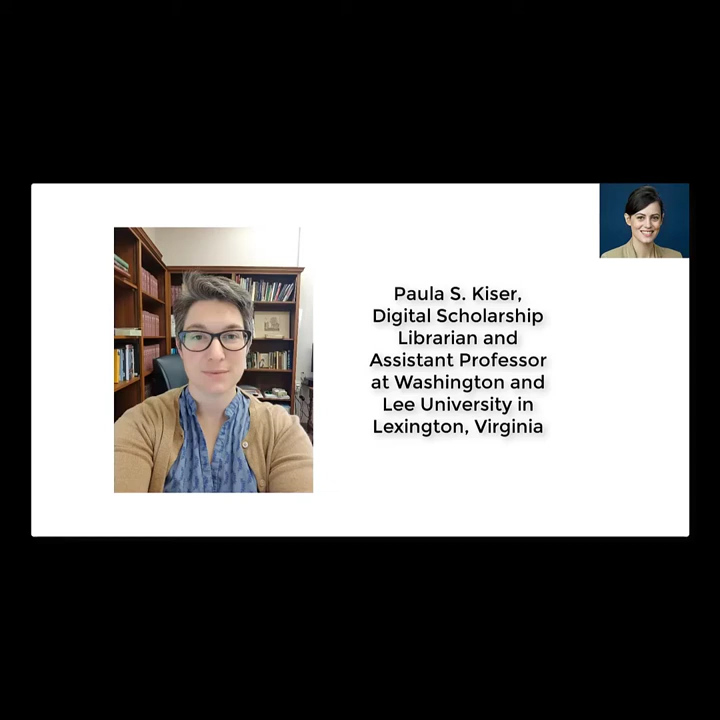 Paula S. Kiser,
Digital Scholarship
Librarian and
Assistant Professor
at Washington and
Lee University in
Lexington, Virginia